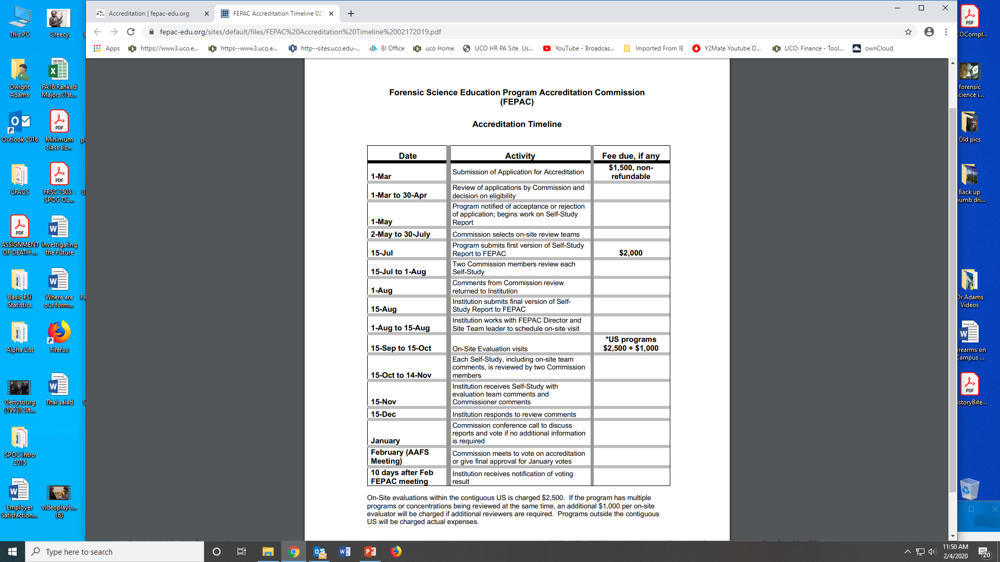 Accreditation | fepac-edu.org
FEPAC Accreditation Timeline 02
fepac-edu.org/sites/default/files/FEPAC%20Accreditation%20Timeline%2002172019.pdf
Apps
https://www3.uco.e...
https--www3.uco.e...
http--sites.uco.edu-...
BI Office
uco Home
UCO HR PA Site Us...
YouTube - Broadcas...
Imported From IE
Y2Mate Youtube D...
UCO: Finance - Tool...
ownCloud
This PC
Creecy
Dwight
Adams
FA16 Ranked
Majors (1st...
Outlook 2016
Minimum
class siz...
CFACS
FRSC 2503 -
SPOC OL...
ASSIGNMENT
OF DEATH ...
Investigating
the Future
Basic FSI
Statistics
Where are
our form...
Alpha List
Firefox
Gettysburg
(1993) 20t...
Thai salad
SPOC Intro
2015
Employer
Satisfaction...
videoplayb...
(6)
Forensic Science Education Program Accreditation Commission
(FEPAC)
Accreditation Timeline
Date Activity Fee due, if any
1-Mar Submission of Application for Accreditation $1,500, non-
refundable
1-Mar to 30-Apr Review of applications by Commission and
decision on eligibility
1-May Program notified of acceptance or rejection
of application; begins work on Self-Study
Report
2-May to 30-July Commission selects on-site review teams
15-Jul Program submits first version of Self-Study
Report to FEPAC $2,000
15-Jul to 1-Aug Two Commission members review each
Self-Study
1-Aug Comments from Commission review
returned to Institution
15-Aug Institution submits final version of Self-
Study Report to FEPAC
1-Aug to 15-Aug Institution works with FEPAC Director and
Site Team leader to schedule on-site visit
15-Sep to 15-Oct On-Site Evaluation visits *US programs
$2,500 + $1,000
15-Oct to 14-Nov Each Self-Study, including on-site team
comments, is reviewed by two Commission
members
15-Nov Institution receives Self-Study with
evaluation team comments and
Commissioner comments
15-Dec Institution responds to review comments
January Commission conference call to discuss
reports and vote if no additional information
is required
February (AAFS
Meeting) Commission meets to vote on accreditation
or give final approval for January votes
10 days after Feb
FEPAC meeting Institution receives notification of voting
result
On-Site evaluations within the contiguous US is charged $2,500. If the program has multiple
programs or concentrations being reviewed at the same time, an additional $1,000 per on-site
evaluator will be charged if additional reviewers are required. Programs outside the contiguous
US will be charged actual expenses.
COCompl...
forensic
science i...
Old pics
Back up
humb dri...
Dr Adams
Videos
irearms on
Campus ...
istoryBite...
Type here to search
11:50 AM
2/4/2020
20